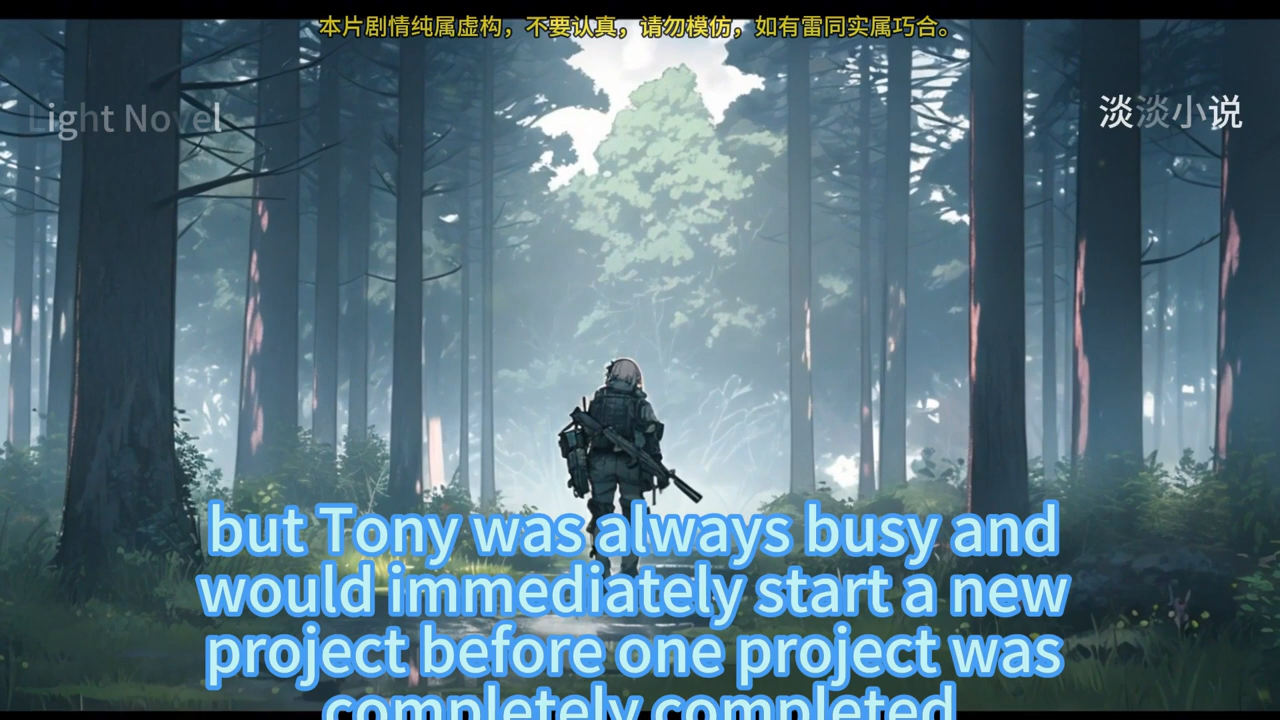 本片剧情纯属虚构，不要认真，请勿模仿，如有雷同实属巧合。
Light Novel
淡淡小说
but Tony was always busy and
would immediately start a new
project before one project was
completely completed